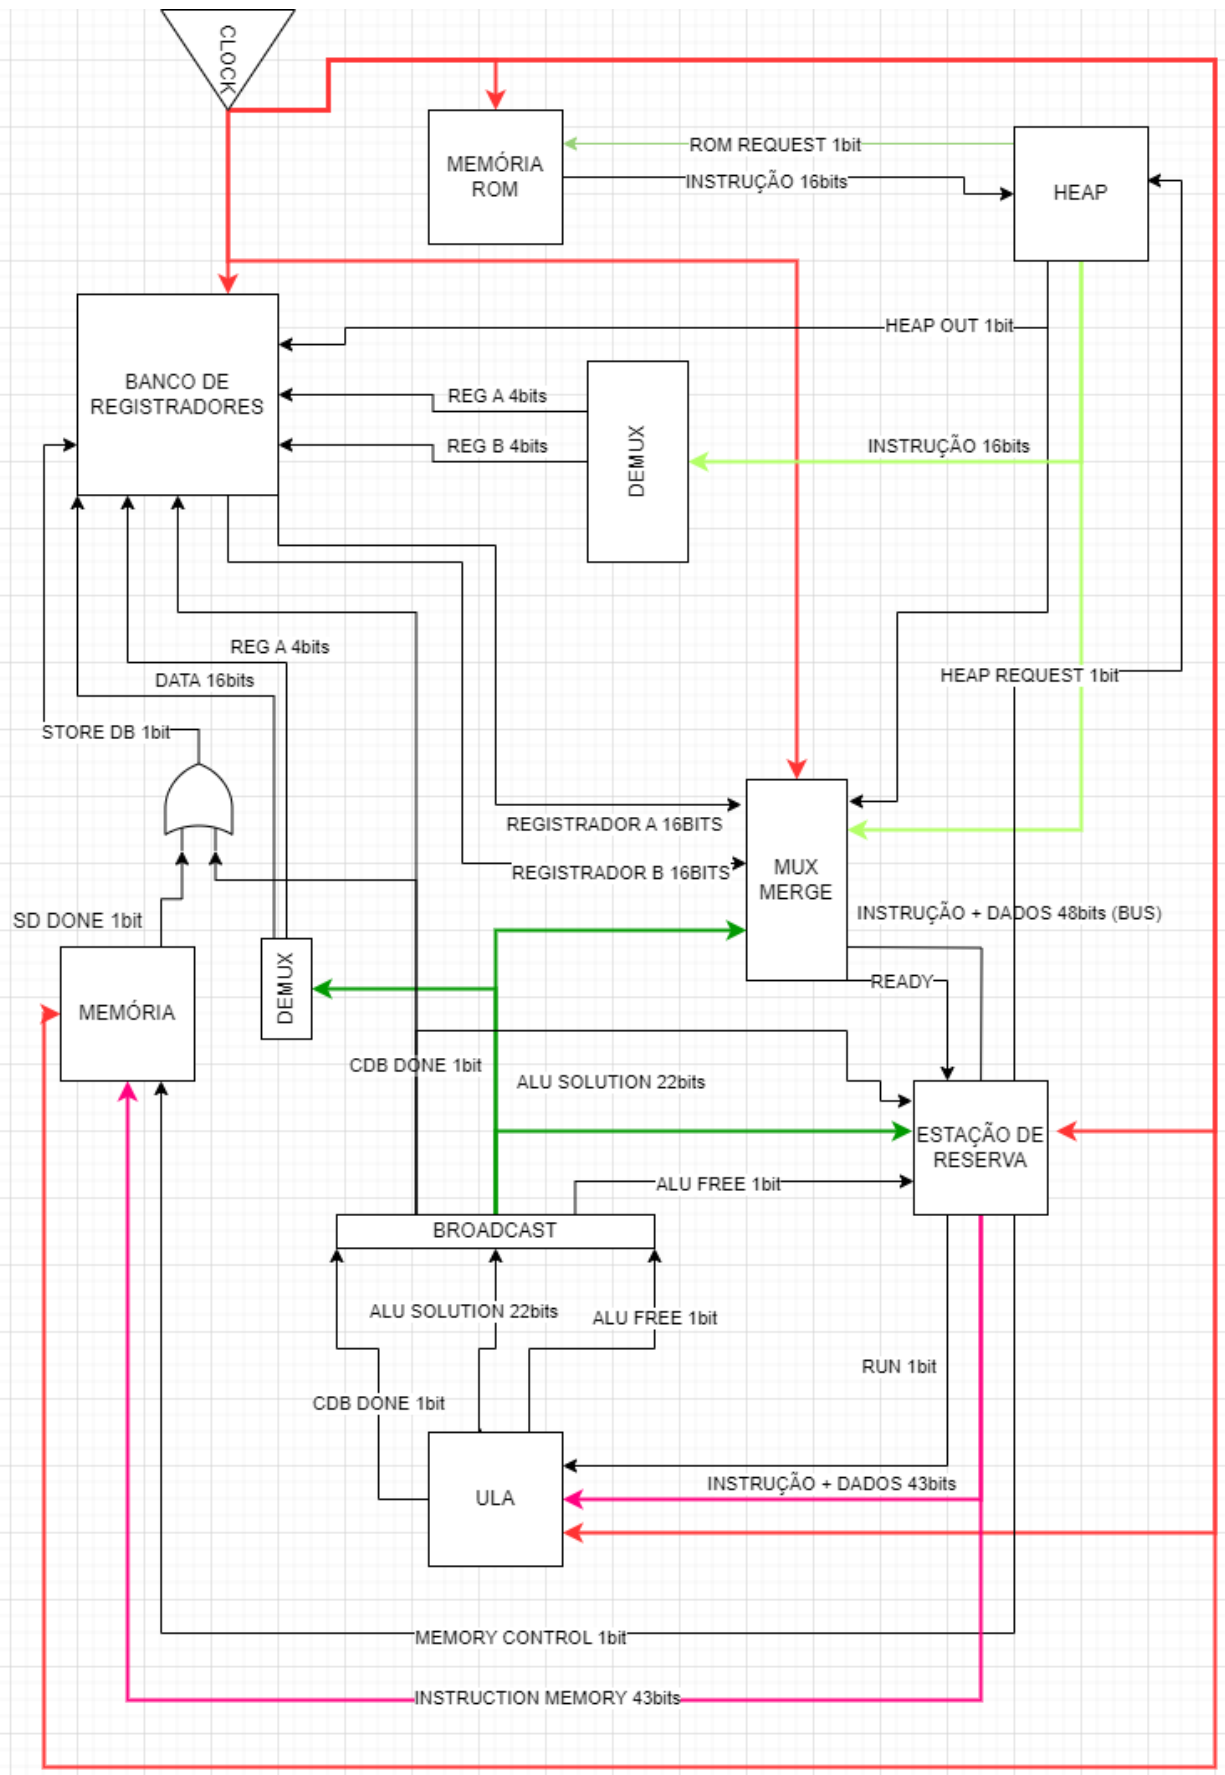 CLOCK
MEMÓRIA
ROM
ROM REQUEST 1bit
INSTRUÇÃO 16bits
HEAP
HEAP OUT 1bit
BANCO DE
REGISTRADORES
REG A 4bits
REG B 4bits
DEMUX
INSTRUÇÃO 16bits
REG A 4bits
DATA 16bits
HEAP REQUEST 1bit
STORE DB 1bit
REGISTRADOR A 16BITS
REGISTRADOR B 16BITS
MUX
MERGE
INSTRUÇÃO + DADOS 48bits (BUS)
SD DONE 1bit
READY
MEMÓRIA
DEMUX
CDB DONE 1bit
ALU SOLUTION 22bits
ESTAÇÃO DE
RESERVA
ALU FREE 1bit
BROADCAST
ALU SOLUTION 22bits
ALU FREE 1bit
RUN 1bit
CDB DONE 1bit
INSTRUÇÃO + DADOS 43bits
ULA
MEMORY CONTROL 1bit
INSTRUCTION MEMORY 43bits